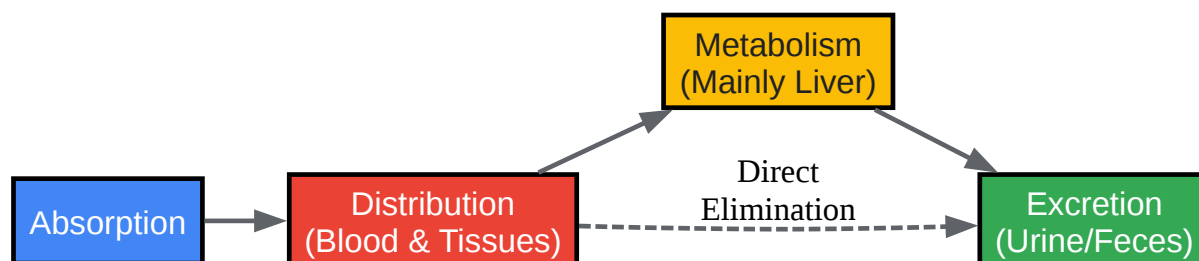 Metabolism
(Mainly Liver)
Direct
Elimination
Absorption
Distribution
(Blood & Tissues)
Excretion
(Urine/Feces)